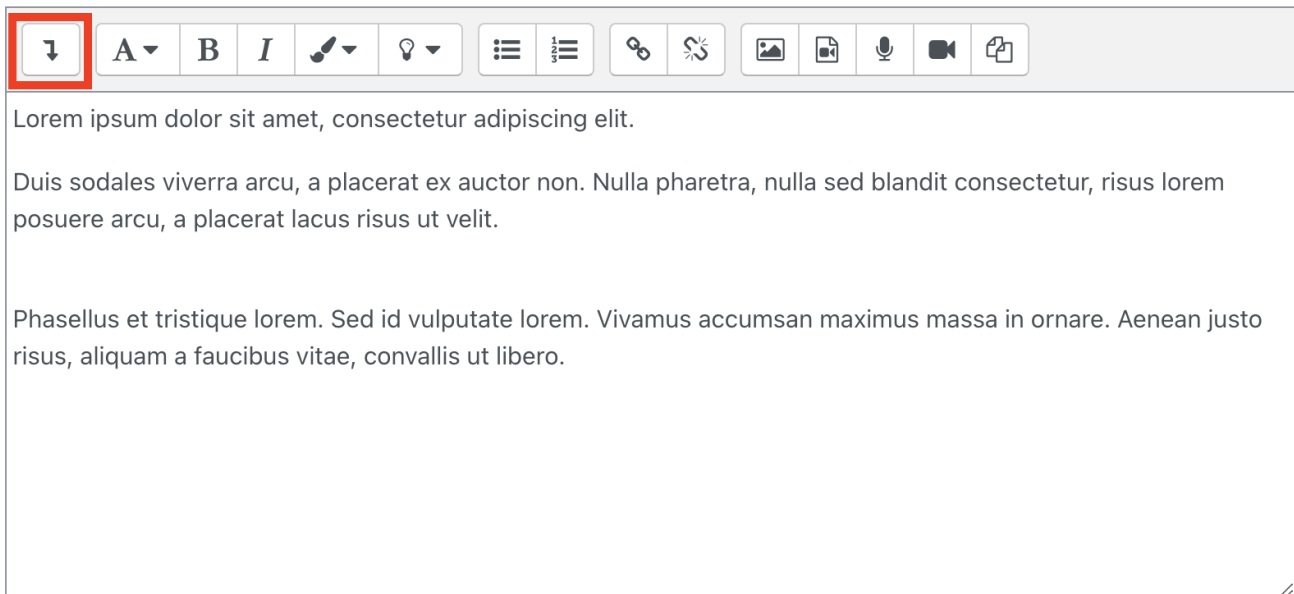 A B I
Lorem ipsum dolor sit amet, consectetur adipiscing elit.
Duis sodales viverra arcu, a placerat ex auctor non. Nulla pharetra, nulla sed blandit consectetur, risus lorem
posuere arcu, a placerat lacus risus ut velit.
Phasellus et tristique lorem. Sed id vulputate lorem. Vivamus accumsan maximus massa in ornare. Aenean justo
risus, aliquam a faucibus vitae, convallis ut libero.